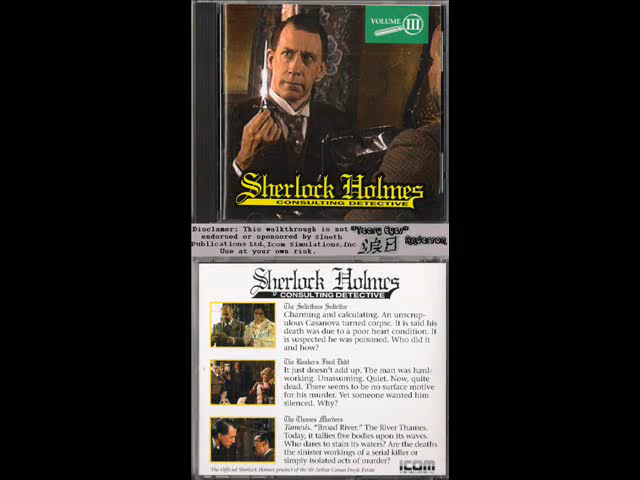 VOLUME III
Sherlock Holmes
CONSULTING DETECTIVE
Disclamer: This walkthrough is not
endorsed or sponsored by Slueth
Publications Ltd,Icom Simulations,Inc
Use at your own risk.
"Teary Eyes"
Anderson
Sherlock Holmes
CONSULTING DETECTIVE
The Solicitous Solicitor
Charming and calculating. An unscrup-
ulous Casanova turned corpse. It is said his
death was due to a poor heart condition. It
is suspected he was poisoned. Who did it
and how?
The Banker's Final Debt
It just doesn't add up. The man was hard-
working. Unassuming. Quiet. Now, quite
dead. There seems to be no surface motive
for his murder. Yet someone wanted him
silenced. Why?
The Thames Murders
Tamesis. "Broad River." The River Thames.
Today, it tallies five bodies upon its waves.
Who dares to stain its waters? Are the deaths
the sinister workings of a serial killer or
simply isolated acts of murder?
The Official Sherlock Holmes product of the Sir Arthur Conan Doyle Estate
ICOM